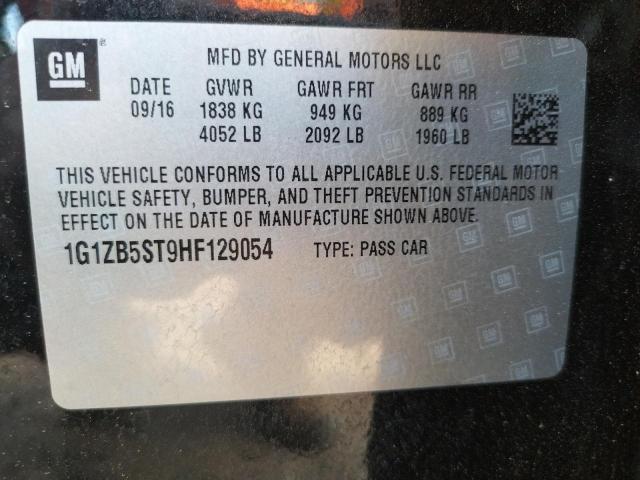 GM
MFD BY GENERAL MOTORS LLC
DATE GVWR GAWR FRT GAWR RR
09/16 1838 KG 949 KG 889 KG
4052 LB 2092 LB 1960 LB
THIS VEHICLE CONFORMS TO ALL APPLICABLE U.S. FEDERAL MOTOR
VEHICLE SAFETY, BUMPER, AND THEFT PREVENTION STANDARDS IN
EFFECT ON THE DATE OF MANUFACTURE SHOWN ABOVE.
1G1ZB5ST9HF129054 TYPE: PASS CAR